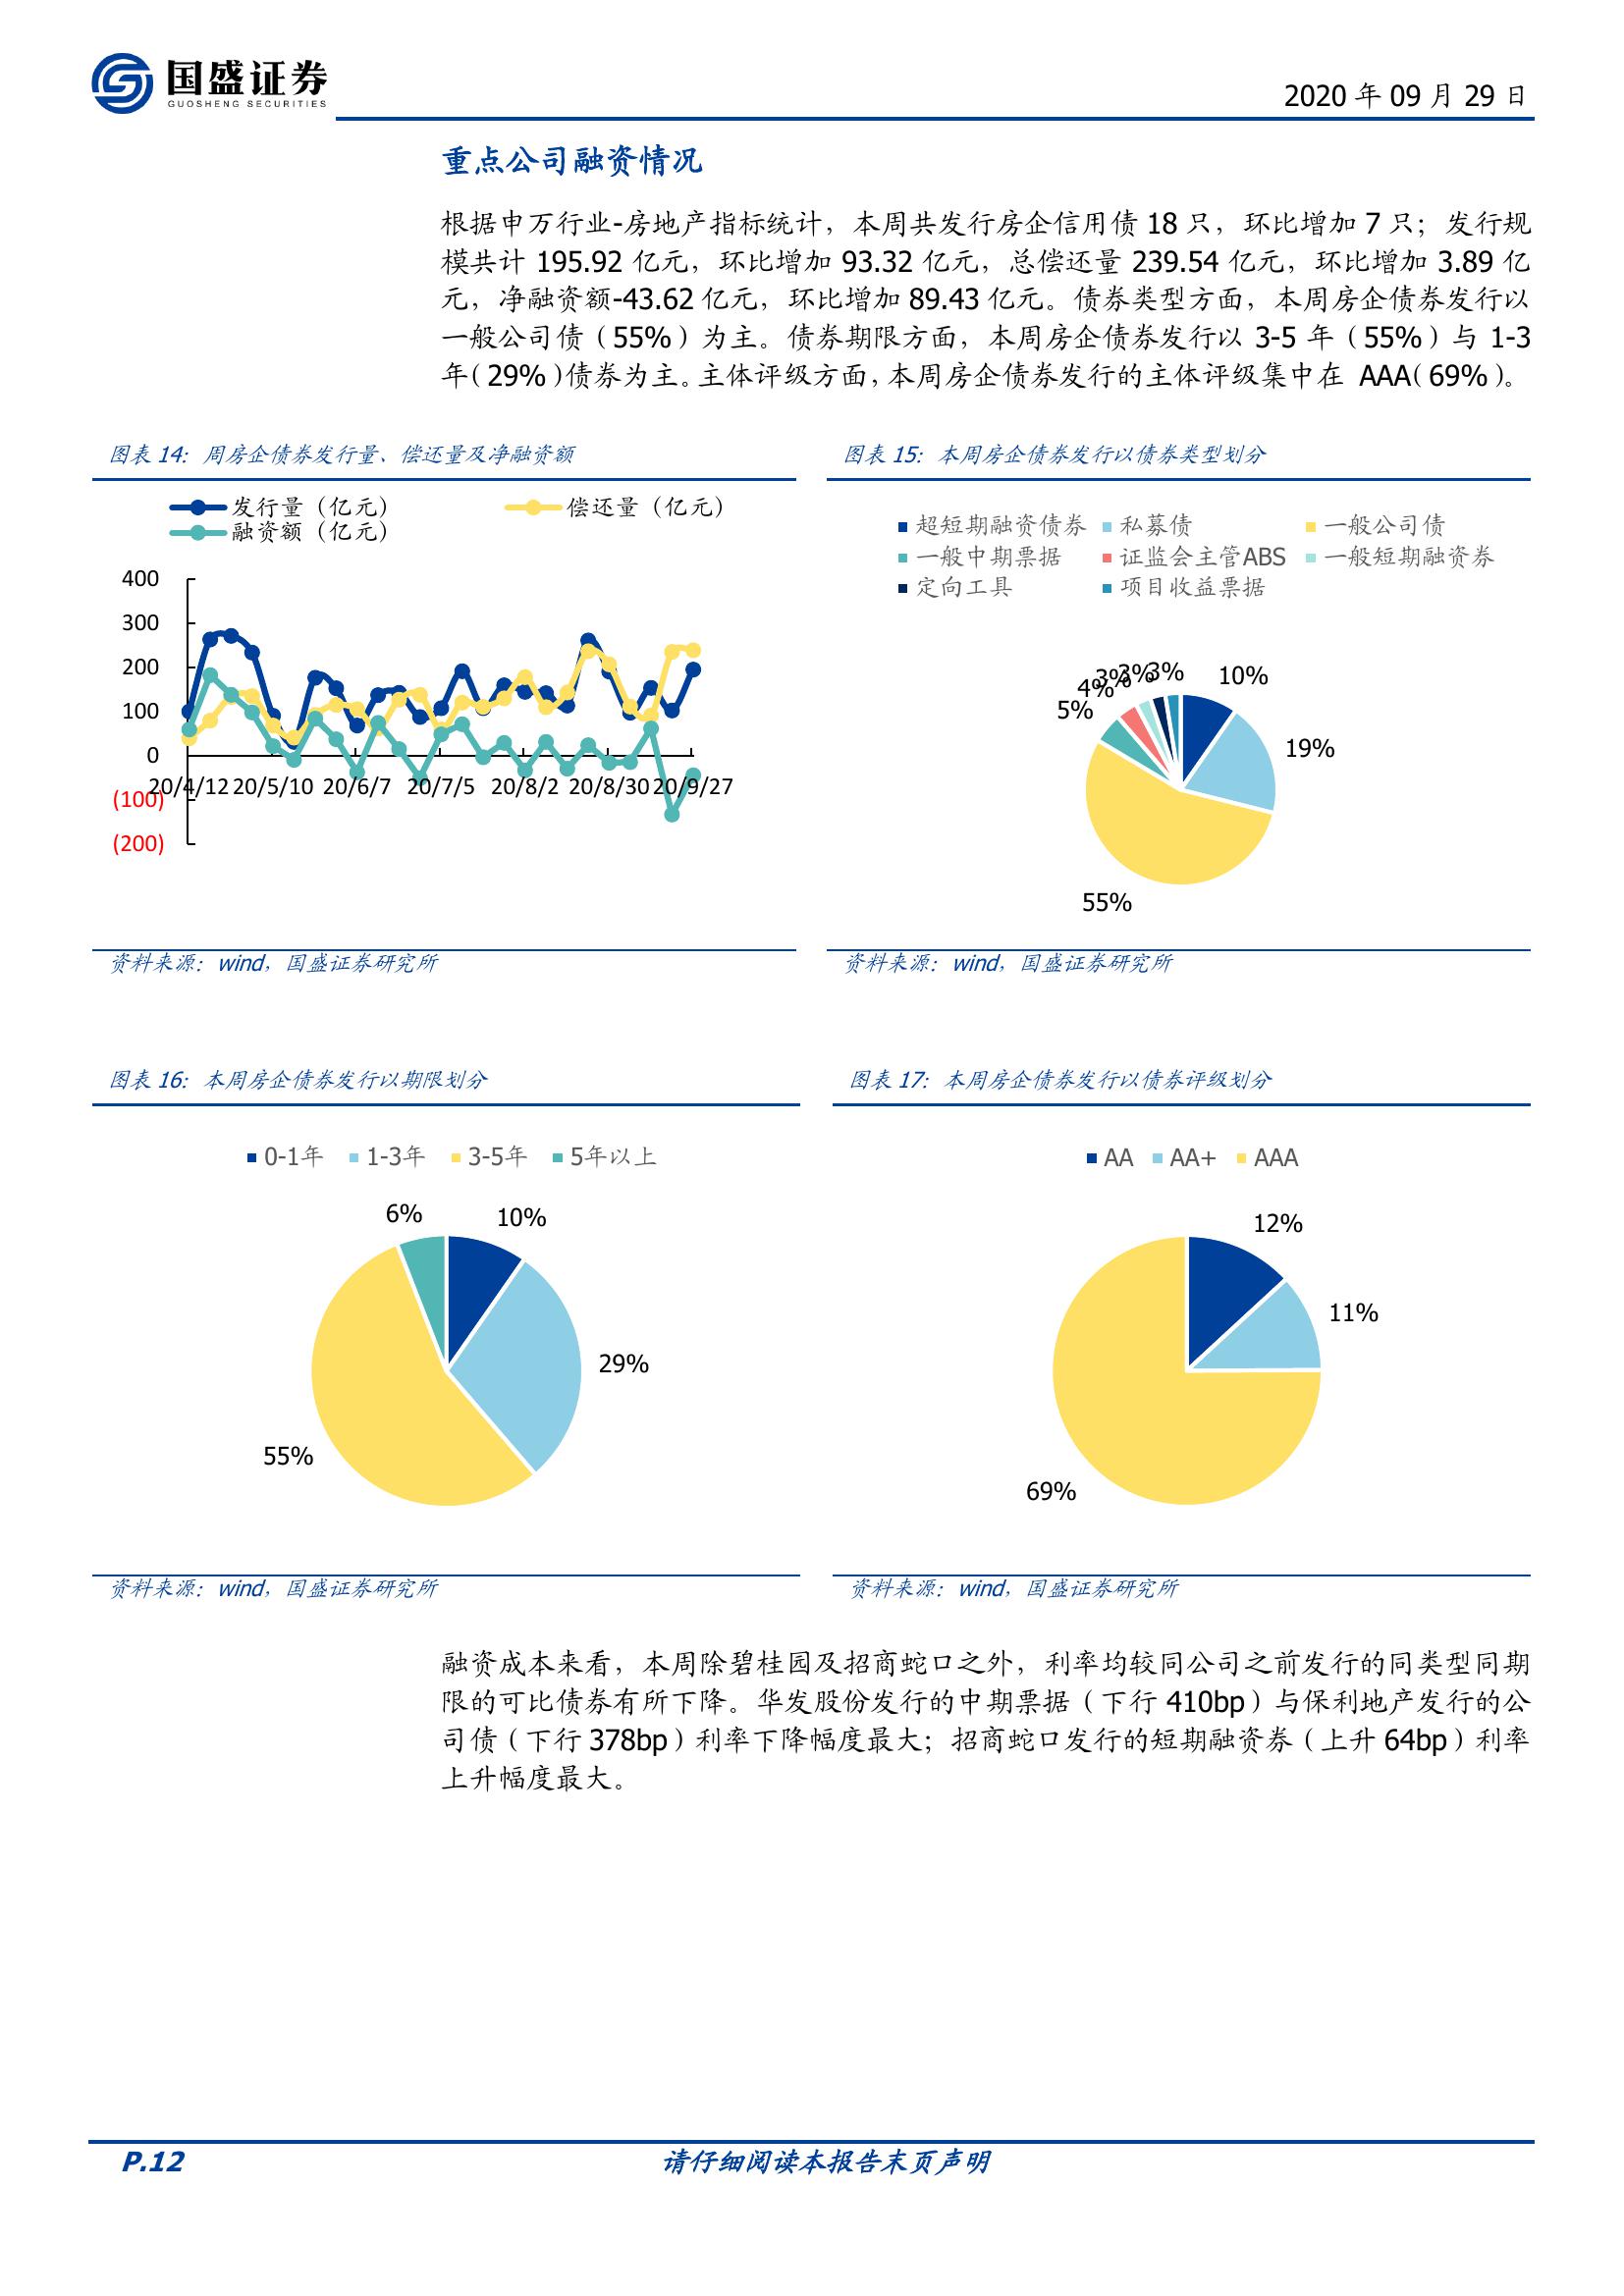 国盛证券
GUOSHENG SECURITIES
2020 年 09 月 29 日
重点公司融资情况
根据申万行业-房地产指标统计，本周共发行房企信用债 18 只，环比增加 7 只；发行规
模共计 195.92 亿元，环比增加 93.32 亿元，总偿还量 239.54 亿元，环比增加 3.89 亿
元，净融资额-43.62 亿元，环比增加 89.43 亿元。债券类型方面，本周房企债券发行以
一般公司债（55%）为主。债券期限方面，本周房企债券发行以 3-5 年（55%）与 1-3
年（29%）债券为主。主体评级方面，本周房企债券发行的主体评级集中在 AAA（69%）。
图表 14：周房企债券发行量、偿还量及净融资额
发行量（亿元）
偿还量（亿元）
融资额（亿元）
400
300
200
100
0
(100)
(200)
20/4/12 20/5/10 20/6/7 20/7/5 20/8/2 20/8/30 20/9/27
资料来源：wind，国盛证券研究所
图表 15：本周房企债券发行以债券类型划分
超短期融资债券 私募债 一般公司债
一般中期票据 证监会主管ABS 一般短期融资券
定向工具 项目收益票据
5%
4%
3%
3%
3%
10%
19%
55%
资料来源：wind，国盛证券研究所
图表 16：本周房企债券发行以期限划分
0-1年 1-3年 3-5年 5年以上
6%
10%
29%
55%
资料来源：wind，国盛证券研究所
图表 17：本周房企债券发行以债券评级划分
AA AA+ AAA
12%
11%
69%
资料来源：wind，国盛证券研究所
融资成本来看，本周除碧桂园及招商蛇口之外，利率均较同公司之前发行的同类型同期
限的可比债券有所下降。华发股份发行的中期票据（下行 410bp）与保利地产发行的公
司债（下行 378bp）利率下降幅度最大；招商蛇口发行的短期融资券（上升 64bp）利率
上升幅度最大。
P.12
请仔细阅读本报告末页声明